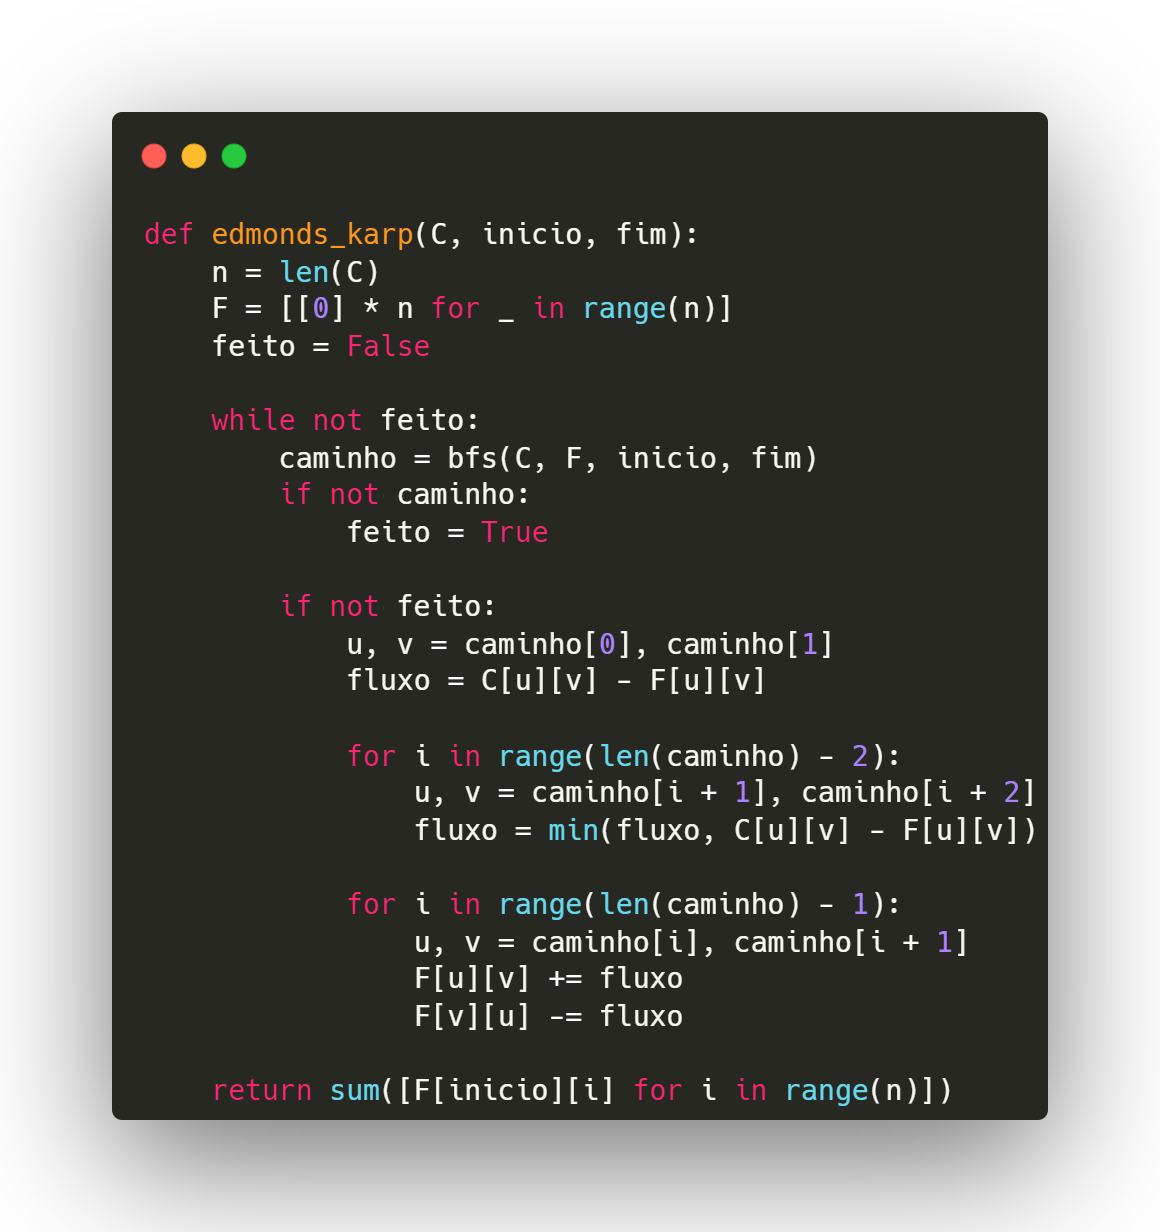 def edmonds_karp(C, inicio, fim):
    n = len(C)
    F = [[0] * n for _ in range(n)]
    feito = False

    while not feito:
        caminho = bfs(C, F, inicio, fim)
        if not caminho:
            feito = True

        if not feito:
            u, v = caminho[0], caminho[1]
            fluxo = C[u][v] - F[u][v]

            for i in range(len(caminho) - 2):
                u, v = caminho[i + 1], caminho[i + 2]
                fluxo = min(fluxo, C[u][v] - F[u][v])

            for i in range(len(caminho) - 1):
                u, v = caminho[i], caminho[i + 1]
                F[u][v] += fluxo
                F[v][u] -= fluxo

    return sum([F[inicio][i] for i in range(n)])